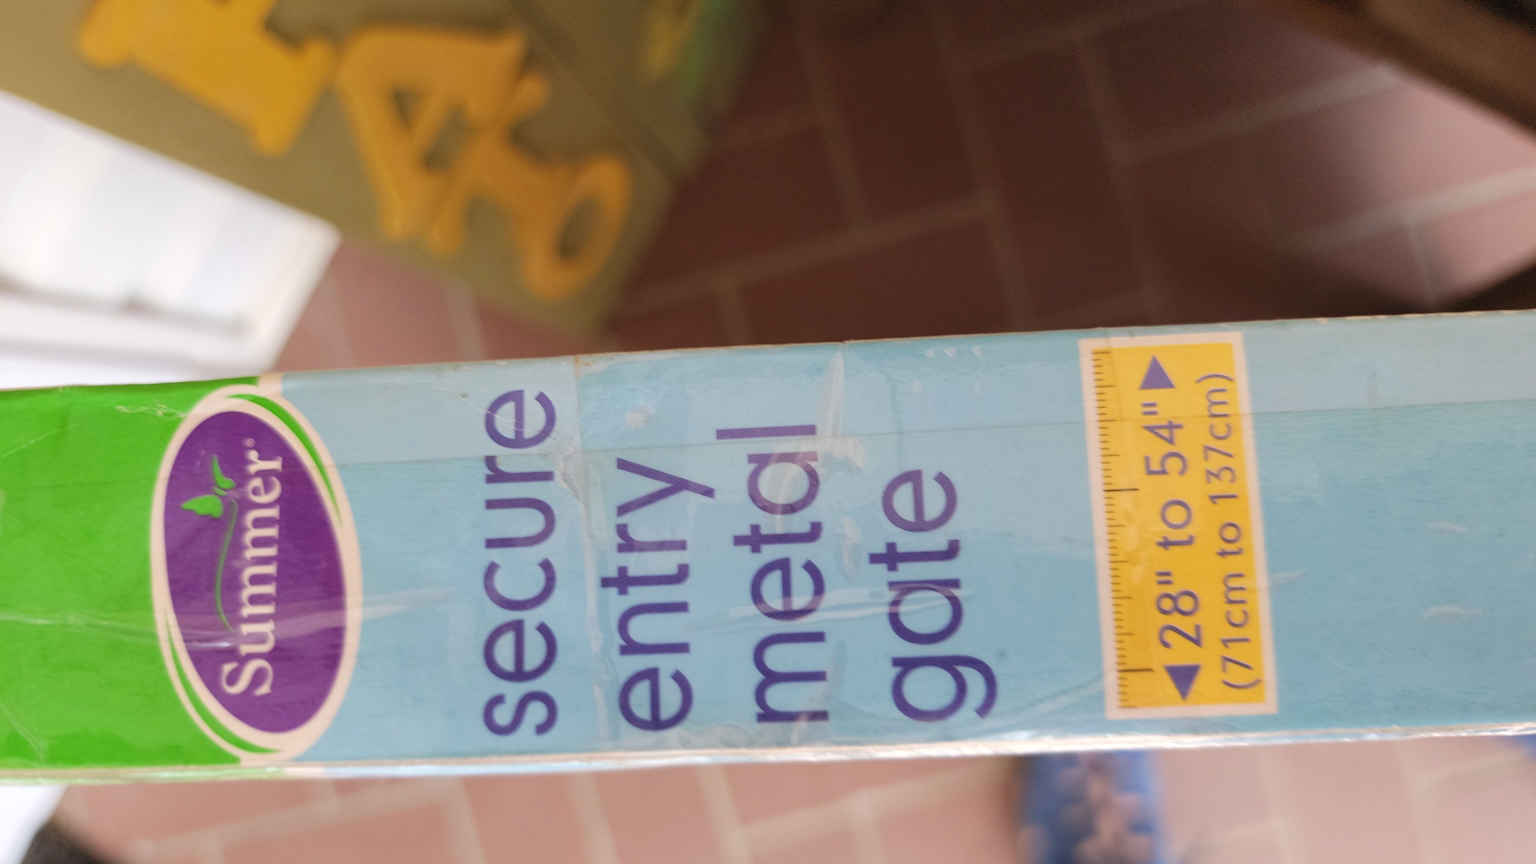 Summer
secure
entry
metal
gate
◀ 28" to 54" ▶
(71cm to 137cm)